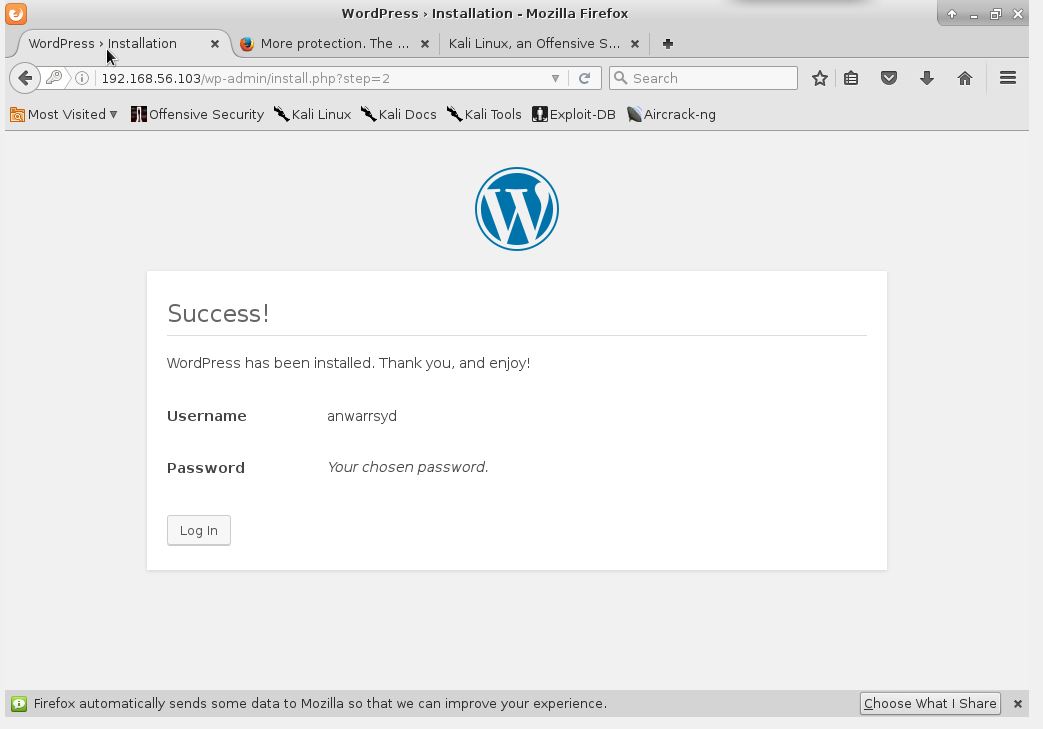 WordPress › Installation - Mozilla Firefox
WordPress › Installation
More protection. The ...
Kali Linux, an Offensive S...
192.168.56.103/wp-admin/install.php?step=2
Search
Most Visited
Offensive Security
Kali Linux
Kali Docs
Kali Tools
Exploit-DB
Aircrack-ng
W
Success!
WordPress has been installed. Thank you, and enjoy!
Username anwarrsyd
Password Your chosen password.
Log In
Firefox automatically sends some data to Mozilla so that we can improve your experience.
Choose What I Share